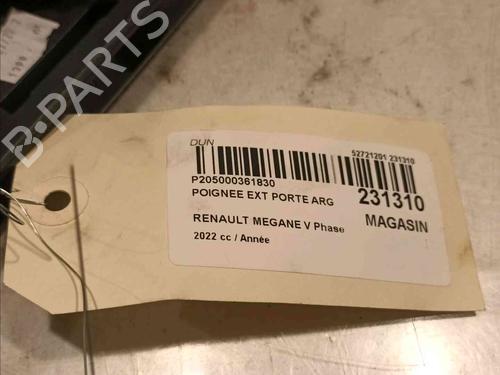 DUN
52721201 231310
P205000361830
POIGNEE EXT PORTE ARG
231310
RENAULT MEGANE V Phase
MAGASIN
2022 cc / Année
B-PARTS